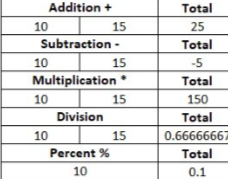 Addition + Total
10 15 25
Subtraction - Total
10 15 -5
Multiplication * Total
10 15 150
Division Total
10 15 0.66666667
Percent % Total
10 0.1